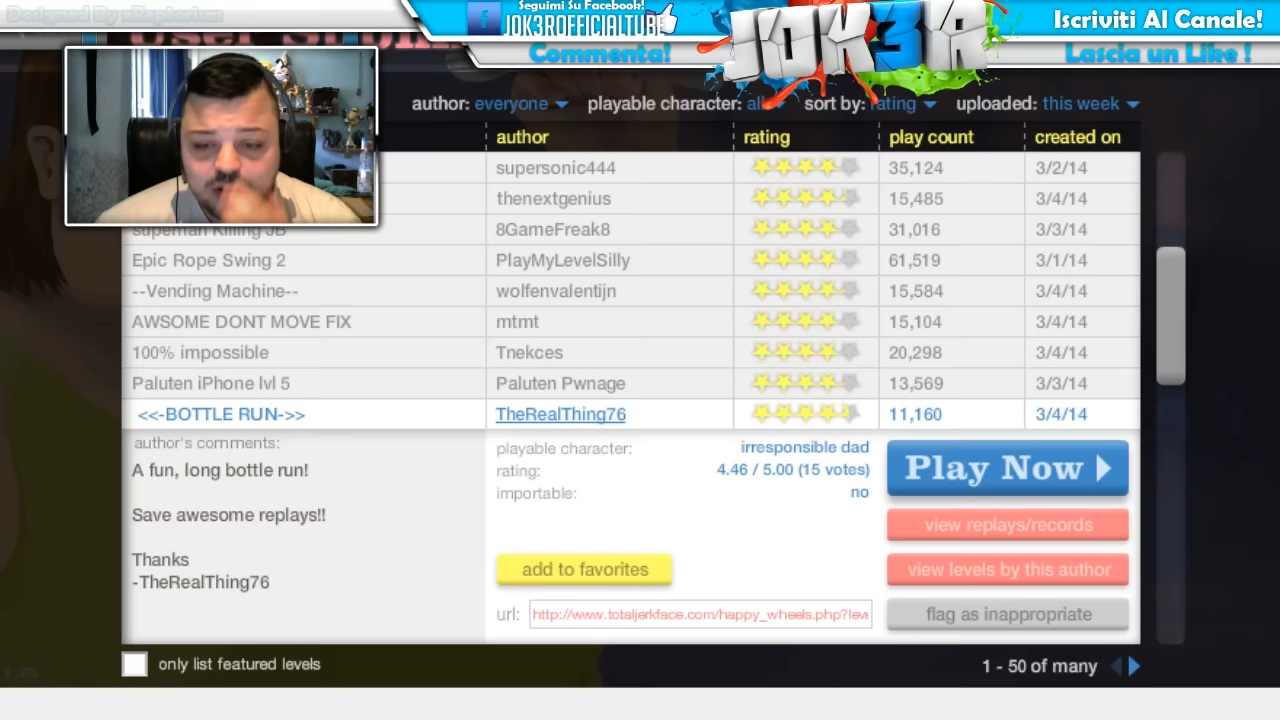 Designed By xReptorium
Seguimi Su Facebook!
JOK3ROFFICIALTUBE
JOK3R
Iscriviti Al Canale!
Commenta!
Lascia un Like !
author: everyone
playable character: all
sort by: rating
uploaded: this week
author rating play count created on
supersonic444 35,124 3/2/14
thenextgenius 15,485 3/4/14
superman Killing JB 8GameFreak8 31,016 3/3/14
Epic Rope Swing 2 PlayMyLevelSilly 61,519 3/1/14
--Vending Machine-- wolfenvalentijn 15,584 3/4/14
AWSOME DONT MOVE FIX mtmt 15,104 3/4/14
100% impossible Tnekces 20,298 3/4/14
Paluten iPhone lvl 5 Paluten Pwnage 13,569 3/3/14
<<-BOTTLE RUN->> TheRealThing76 11,160 3/4/14
author's comments:
A fun, long bottle run!
Save awesome replays!!
Thanks
-TheRealThing76
playable character: irresponsible dad
rating: 4.46 / 5.00 (15 votes)
importable: no
add to favorites
url: http://www.totaljerkface.com/happy_wheels.php?leve
Play Now
view replays/records
view levels by this author
flag as inappropriate
only list featured levels
1 - 50 of many